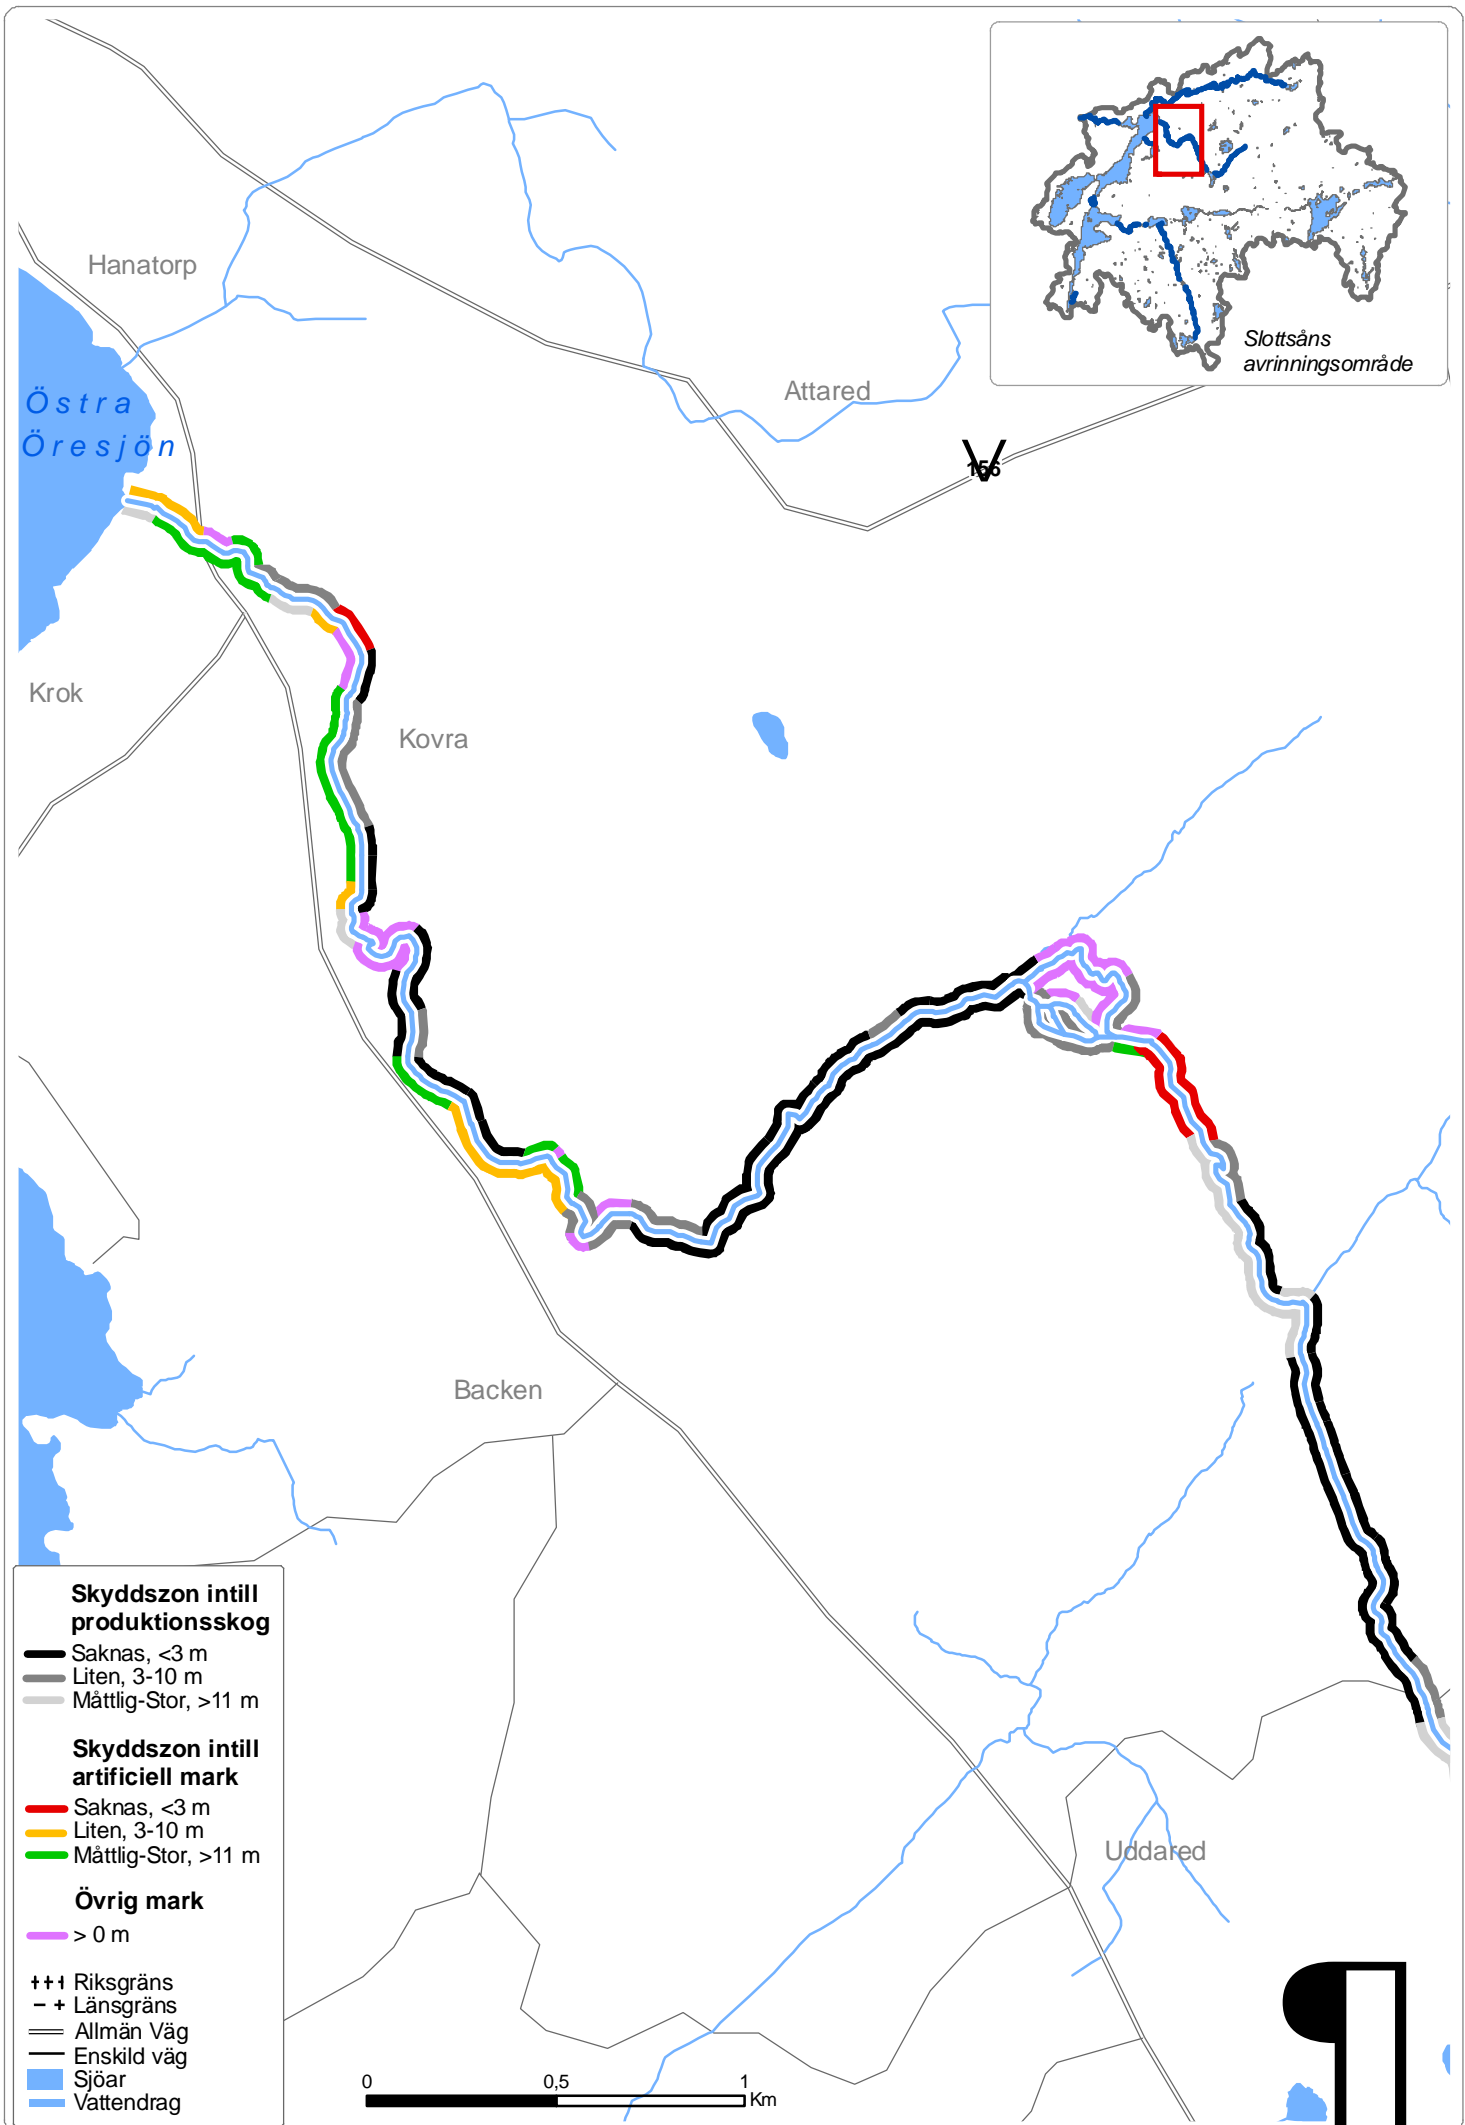 Slottsåns
avrinningsområde
Hanatorp
Östra
Öresjön
Attared
156
Krok
Kovra
Backen
Uddared
Skyddszon intill
produktionsskog
Saknas, <3 m
Liten, 3-10 m
Måttlig-Stor, >11 m
Skyddszon intill
artificiell mark
Saknas, <3 m
Liten, 3-10 m
Måttlig-Stor, >11 m
Övrig mark
> 0 m
Riksgräns
Länsgräns
Allmän Väg
Enskild väg
Sjöar
Vattendrag
0 0,5 1
Km
¶